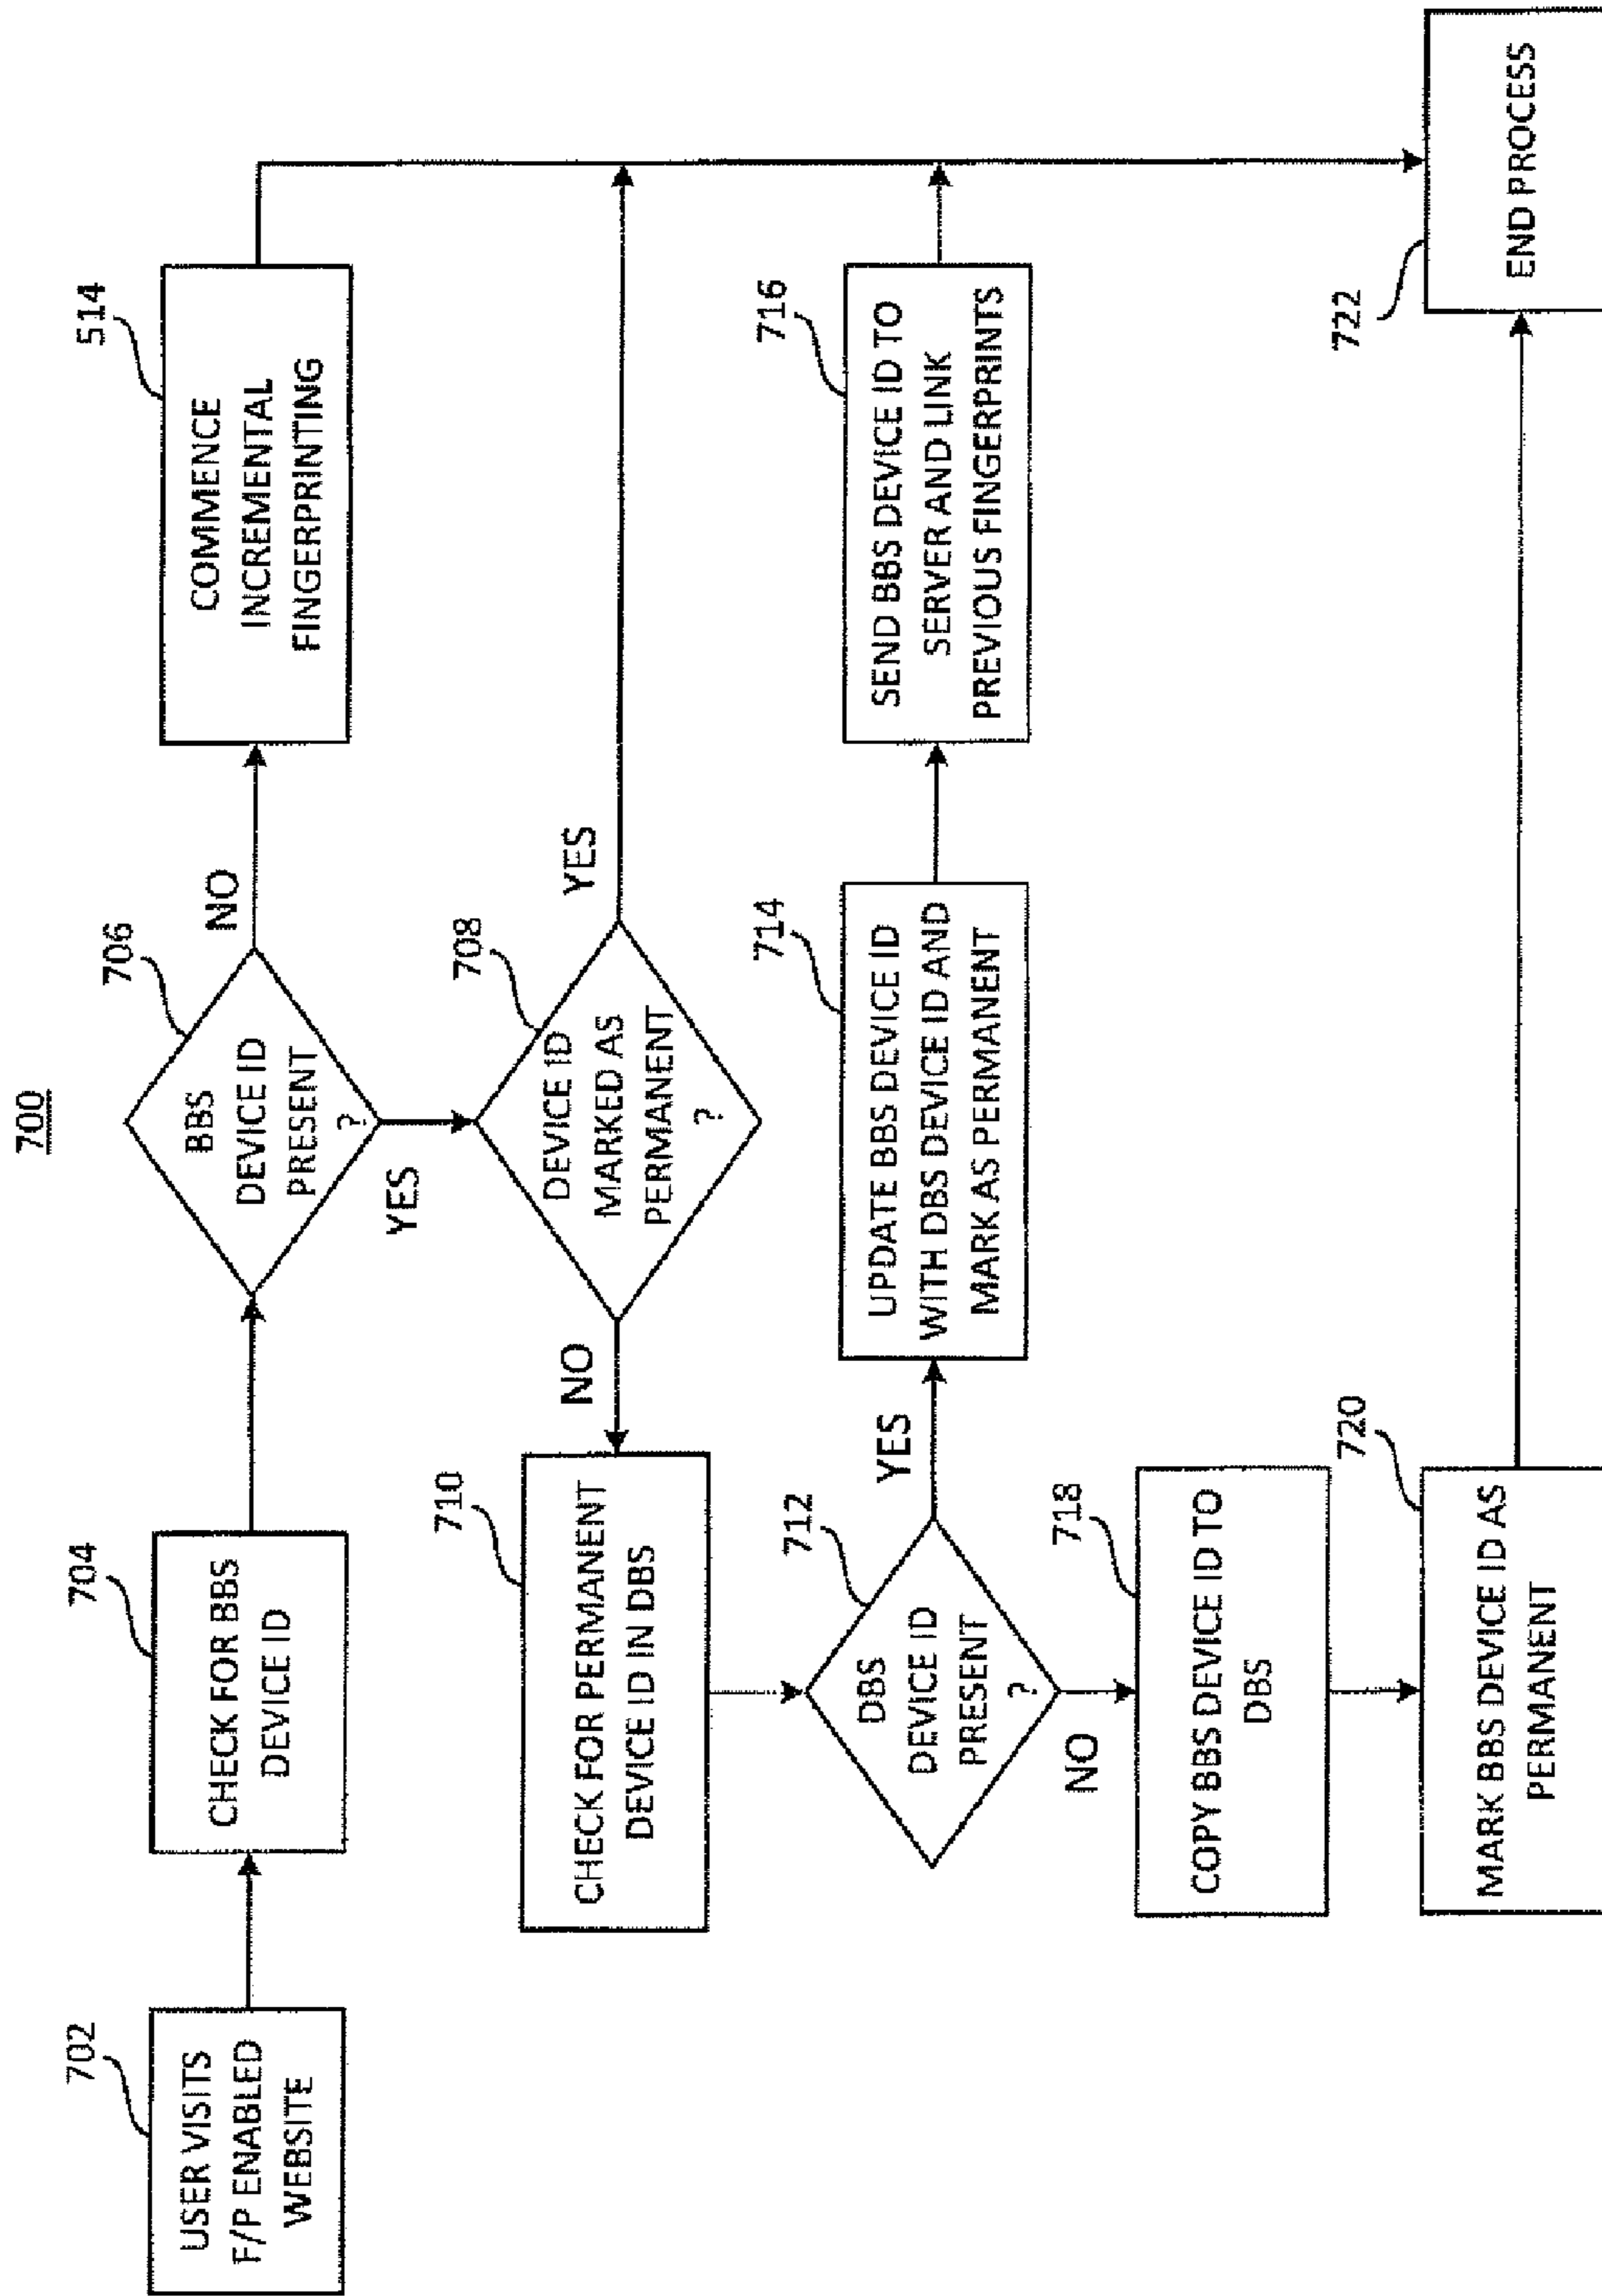 700
702
USER VISITS
F/P ENABLED
WEBSITE
704
CHECK FOR BBS
DEVICE ID
706
BBS
DEVICE ID
PRESENT
?
NO
YES
514
COMMENCE
INCREMENTAL
FINGERPRINTING
708
DEVICE ID
MARKED AS
PERMANENT
?
YES
NO
710
CHECK FOR PERMANENT
DEVICE ID IN DBS
712
DBS
DEVICE ID
PRESENT
?
YES
NO
714
UPDATE BBS DEVICE ID
WITH DBS DEVICE ID AND
MARK AS PERMANENT
716
SEND BBS DEVICE ID TO
SERVER AND LINK
PREVIOUS FINGERPRINTS
718
COPY BBS DEVICE ID TO
DBS
720
MARK BBS DEVICE ID AS
PERMANENT
722
END PROCESS